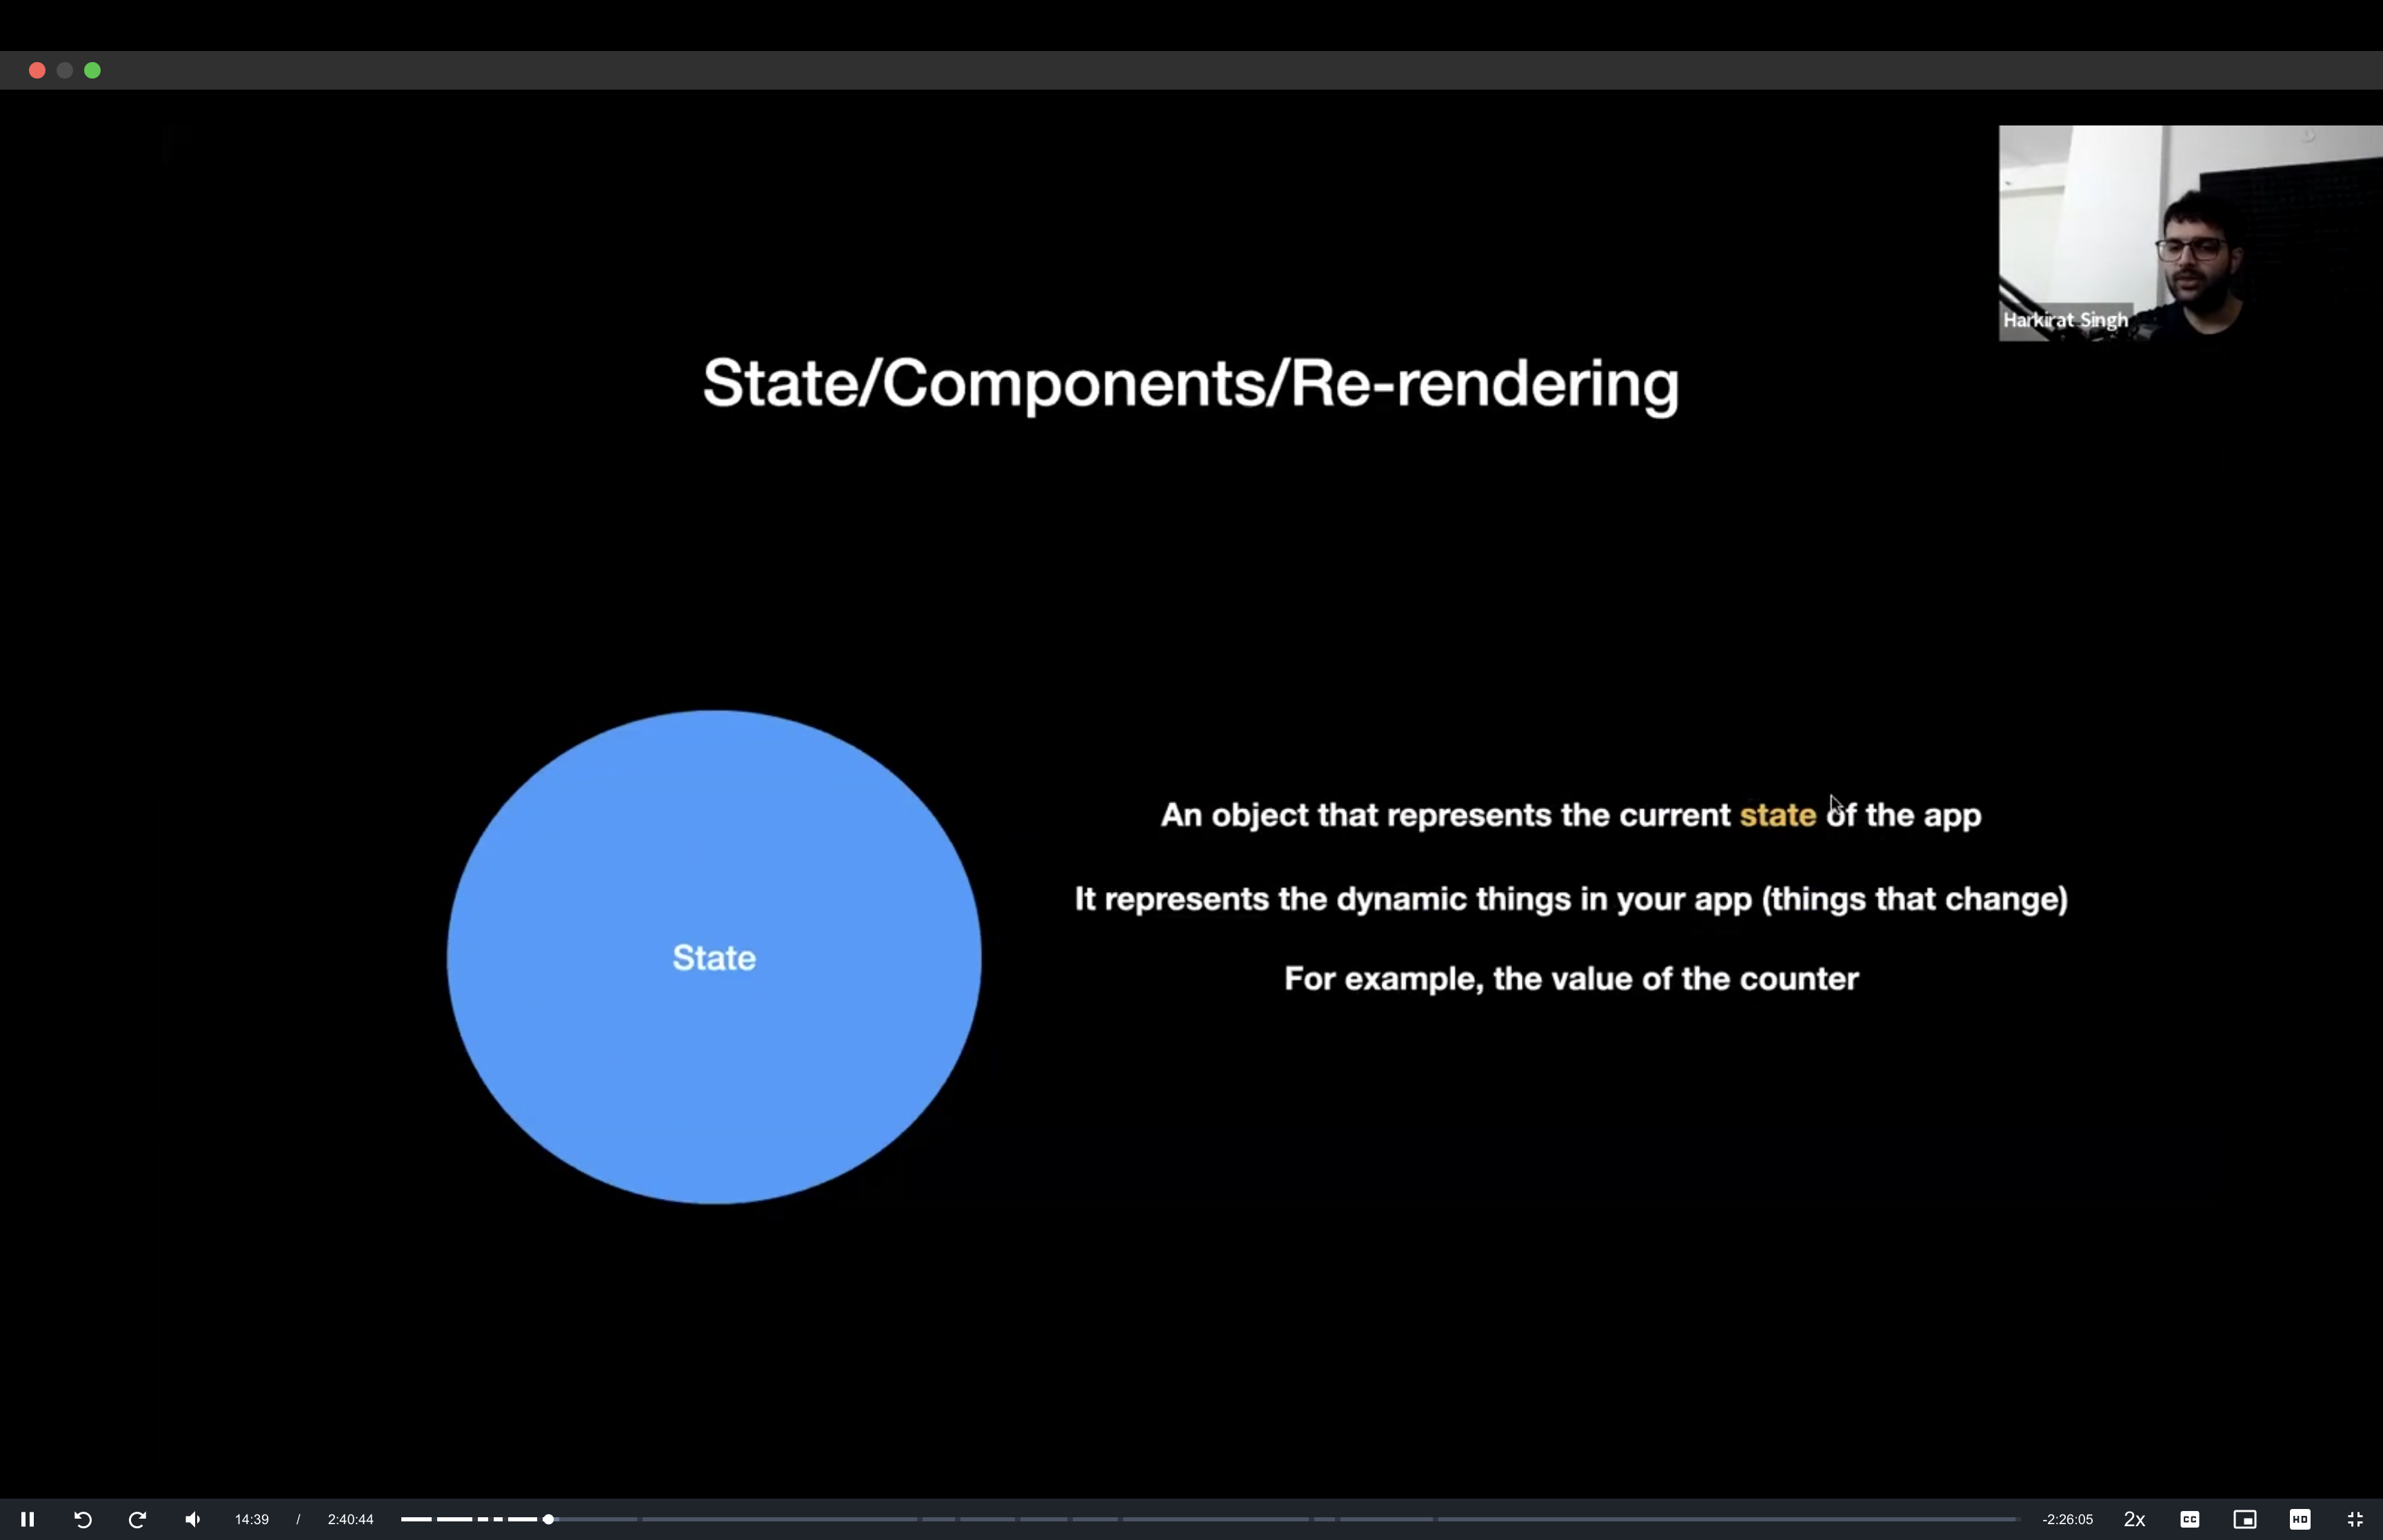 Harkirat Singh
State/Components/Re-rendering
An object that represents the current state of the app
It represents the dynamic things in your app (things that change)
State
For example, the value of the counter
14:39 / 2:40:44 -2:26:05 2x CC HD